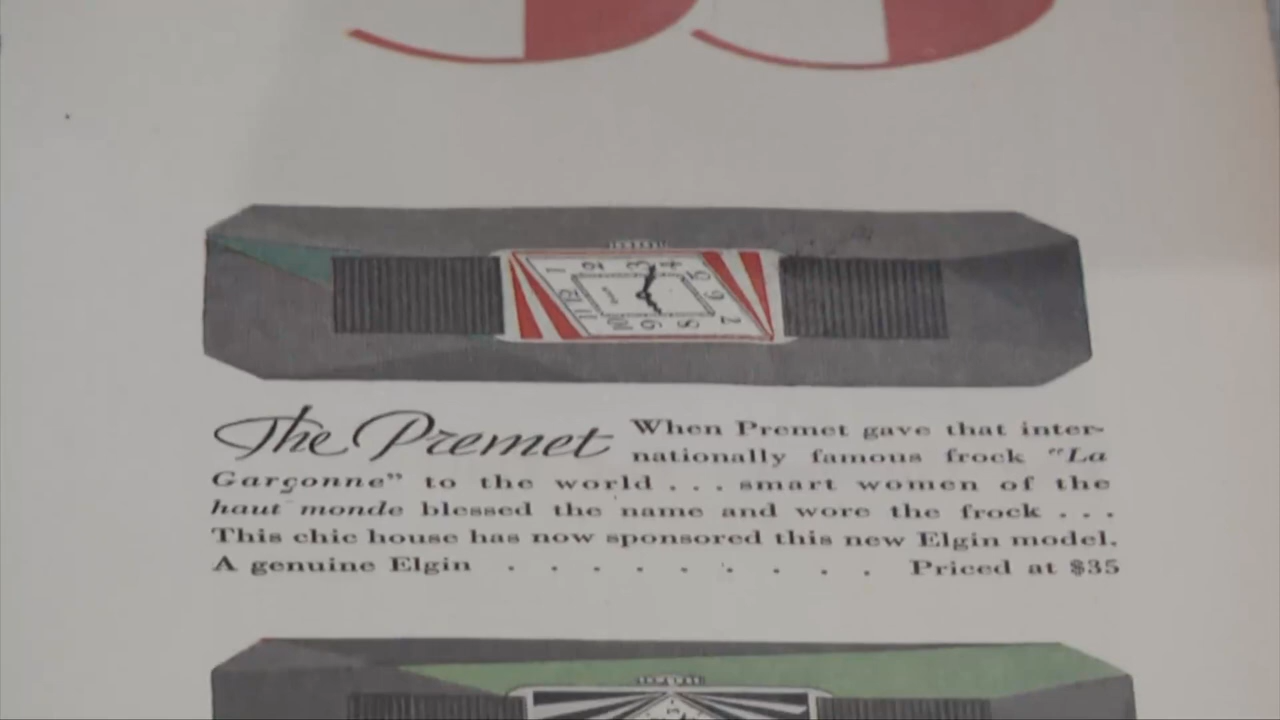 The Premet When Premet gave that inter-
nationally famous frock "La
Garçonne" to the world . . . smart women of the
haut monde blessed the name and wore the frock . . .
This chic house has now sponsored this new Elgin model.
A genuine Elgin . . . . . . . . . Priced at $35